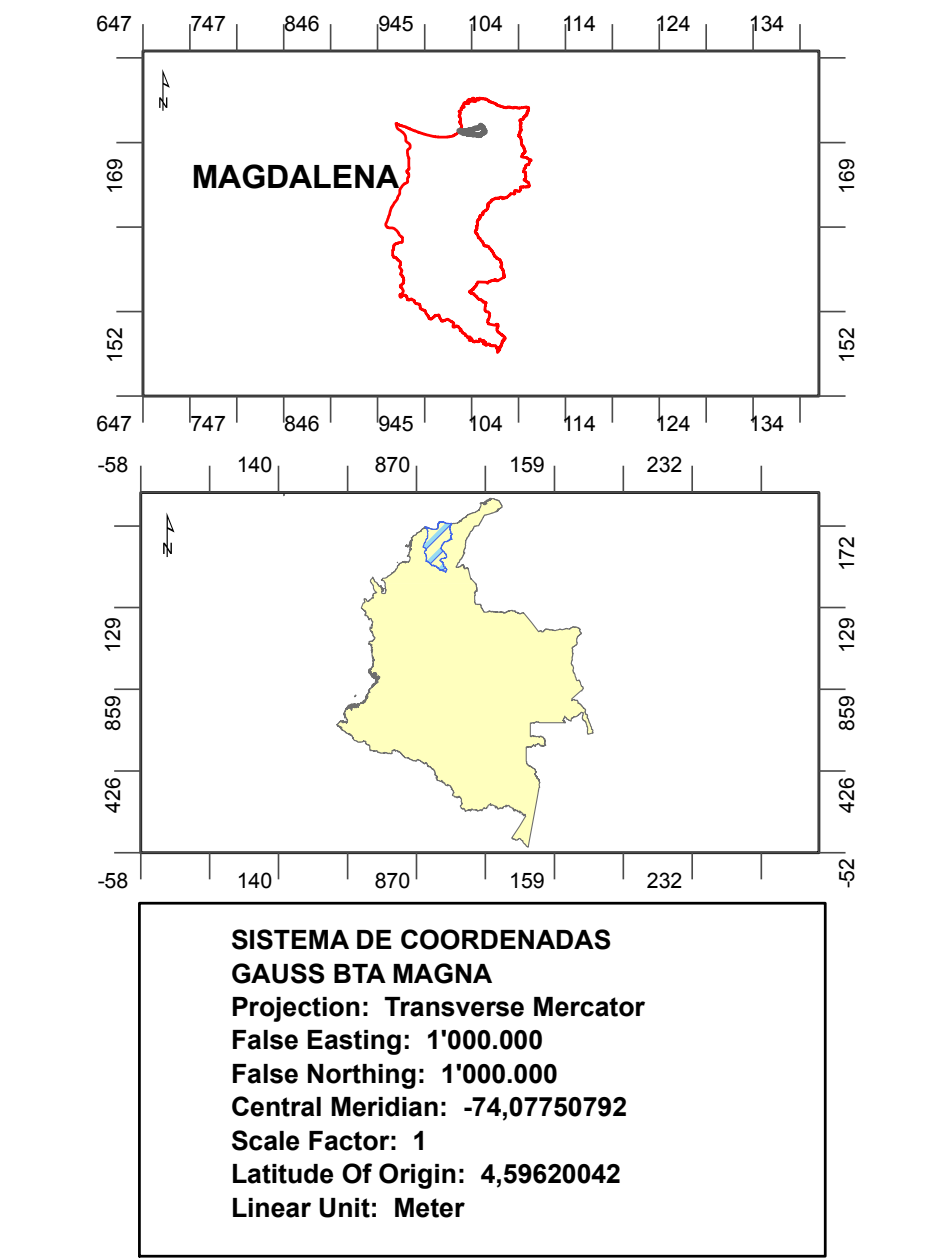 647 747 846 945 104 114 124 134
N
169 169
MAGDALENA
152 152
647 747 846 945 104 114 124 134
-58 140 870 159 232
N
172
129 129
859 859
426 426
-52
-58 140 870 159 232
SISTEMA DE COORDENADAS
GAUSS BTA MAGNA
Projection: Transverse Mercator
False Easting: 1'000.000
False Northing: 1'000.000
Central Meridian: -74,07750792
Scale Factor: 1
Latitude Of Origin: 4,59620042
Linear Unit: Meter